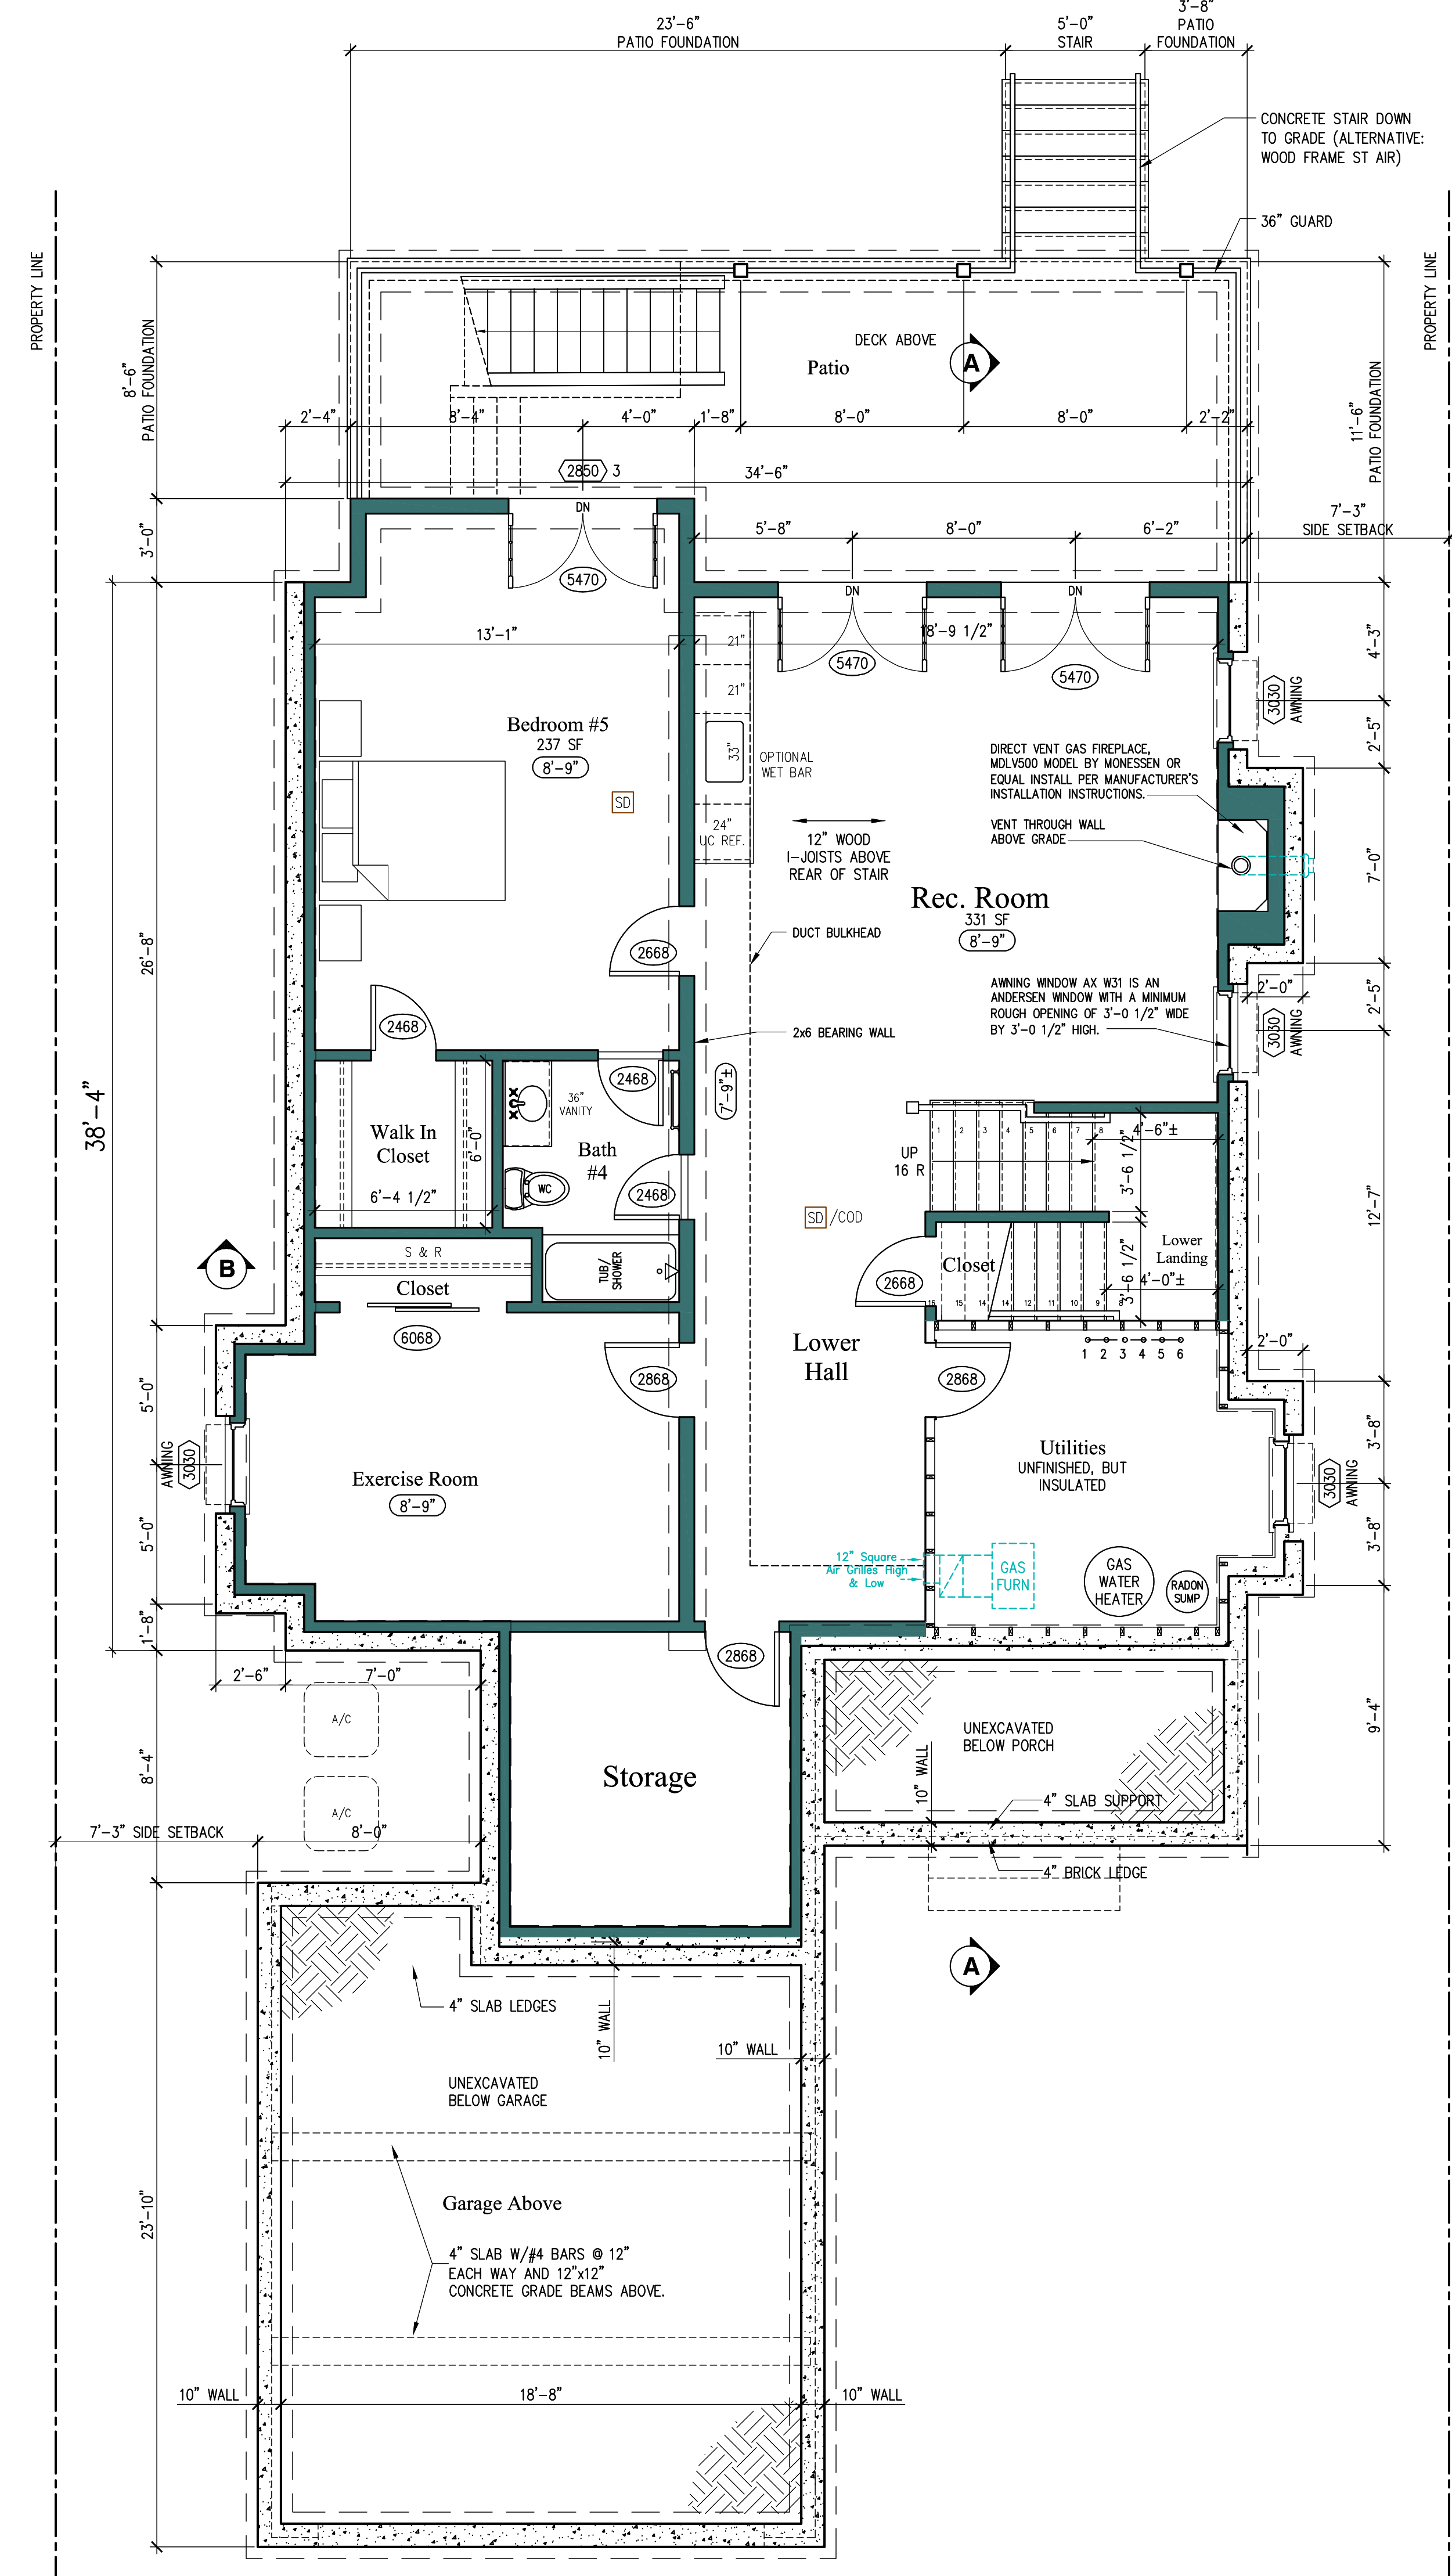 23'-6"
PATIO FOUNDATION
5'-0"
STAIR
3'-8"
PATIO
FOUNDATION
CONCRETE STAIR DOWN
TO GRADE (ALTERNATIVE:
WOOD FRAME ST AIR)
36" GUARD
PROPERTY LINE
PROPERTY LINE
8'-6"
PATIO FOUNDATION
11'-6"
PATIO FOUNDATION
DECK ABOVE
Patio
A
2'-4"
8'-4"
4'-0"
1'-8"
8'-0"
8'-0"
2'-2"
2850 3
34'-6"
3'-0"
DN
5'-8"
8'-0"
6'-2"
7'-3"
SIDE SETBACK
5470
DN
DN
13'-1"
21"
18'-9 1/2"
5470
5470
4'-3"
21"
3030
AWNING
2'-5"
Bedroom #5
237 SF
8'-9"
33"
OPTIONAL
WET BAR
DIRECT VENT GAS FIREPLACE,
MDLV500 MODEL BY MONESSEN OR
EQUAL INSTALL PER MANUFACTURER'S
INSTALLATION INSTRUCTIONS.
SD
24"
UC REF.
12" WOOD
I-JOISTS ABOVE
REAR OF STAIR
VENT THROUGH WALL
ABOVE GRADE
7'-0"
Rec. Room
331 SF
8'-9"
DUCT BULKHEAD
2668
26'-8"
AWNING WINDOW AX W31 IS AN
ANDERSEN WINDOW WITH A MINIMUM
ROUGH OPENING OF 3'-0 1/2" WIDE
BY 3'-0 1/2" HIGH.
2'-0"
2'-5"
3030
AWNING
2468
2x6 BEARING WALL
38'-4"
2468
7'-9"±
36"
VANITY
Walk In
Closet
6'-0"
Bath
#4
6'-4 1/2"
WC
2468
UP
16 R
1 2 3 4 5 6 7 8
4'-6"±
3'-6 1/2"
12'-7"
SD /COD
S & R
Closet
TUB/
SHOWER
B
2668
Closet
Lower
Landing
3'-6 1/2"
4'-0"±
16 15 14 14 12 11 10 9 8
6068
Lower
Hall
1 2 3 4 5 6
2'-0"
2868
2868
5'-0"
3'-8"
AWNING
3030
Exercise Room
8'-9"
Utilities
UNFINISHED, BUT
INSULATED
3030
AWNING
5'-0"
3'-8"
12" Square
Air Grilles High
& Low
GAS
FURN
GAS
WATER
HEATER
RADON
SUMP
1'-8"
2868
2'-6"
7'-0"
A/C
UNEXCAVATED
BELOW PORCH
9'-4"
Storage
8'-4"
10" WALL
4" SLAB SUPPORT
A/C
7'-3" SIDE SETBACK
8'-0"
4" BRICK LEDGE
A
4" SLAB LEDGES
10" WALL
10" WALL
UNEXCAVATED
BELOW GARAGE
23'-10"
Garage Above
4" SLAB W/#4 BARS @ 12"
EACH WAY AND 12"x12"
CONCRETE GRADE BEAMS ABOVE.
10" WALL
18'-8"
10" WALL